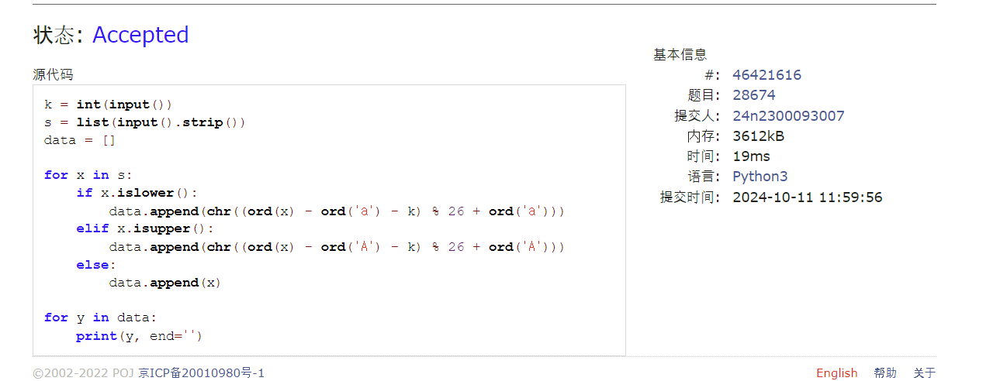 状态: Accepted
源代码
k = int(input())
s = list(input().strip())
data = []

for x in s:
    if x.islower():
        data.append(chr((ord(x) - ord('a') - k) % 26 + ord('a')))
    elif x.isupper():
        data.append(chr((ord(x) - ord('A') - k) % 26 + ord('A')))
    else:
        data.append(x)

for y in data:
    print(y, end='')
基本信息
#: 46421616
题目: 28674
提交人: 24n2300093007
内存: 3612kB
时间: 19ms
语言: Python3
提交时间: 2024-10-11 11:59:56
©2002-2022 POJ 京ICP备20010980号-1
English 帮助 关于